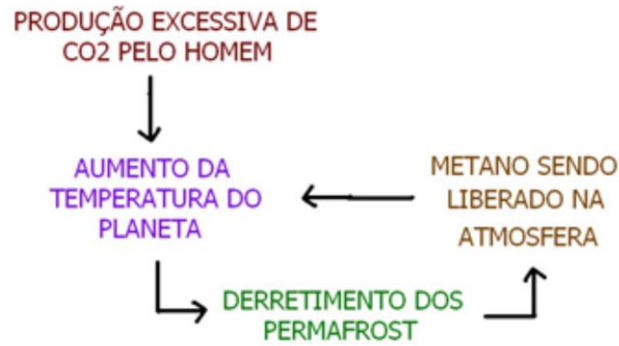 PRODUÇÃO EXCESSIVA DE
CO2 PELO HOMEM
AUMENTO DA
TEMPERATURA DO
PLANETA
METANO SENDO
LIBERADO NA
ATMOSFERA
DERRETIMENTO DOS
PERMAFROST